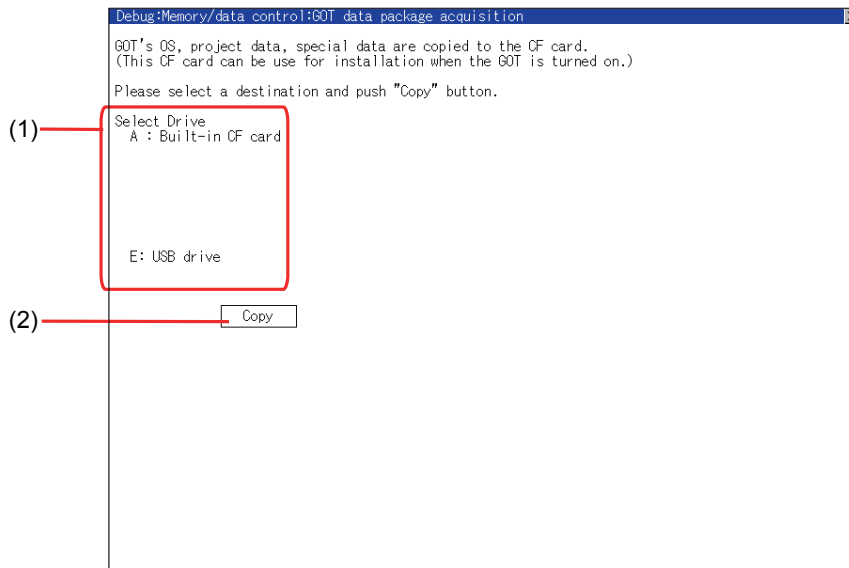 Debug:Memory/data control:GOT data package acquisition
GOT's OS, project data, special data are copied to the CF card.
(This CF card can be use for installation when the GOT is turned on.)
Please select a destination and push "Copy" button.
(1)
Select Drive
A : Built-in CF card
E: USB drive
(2)
Copy